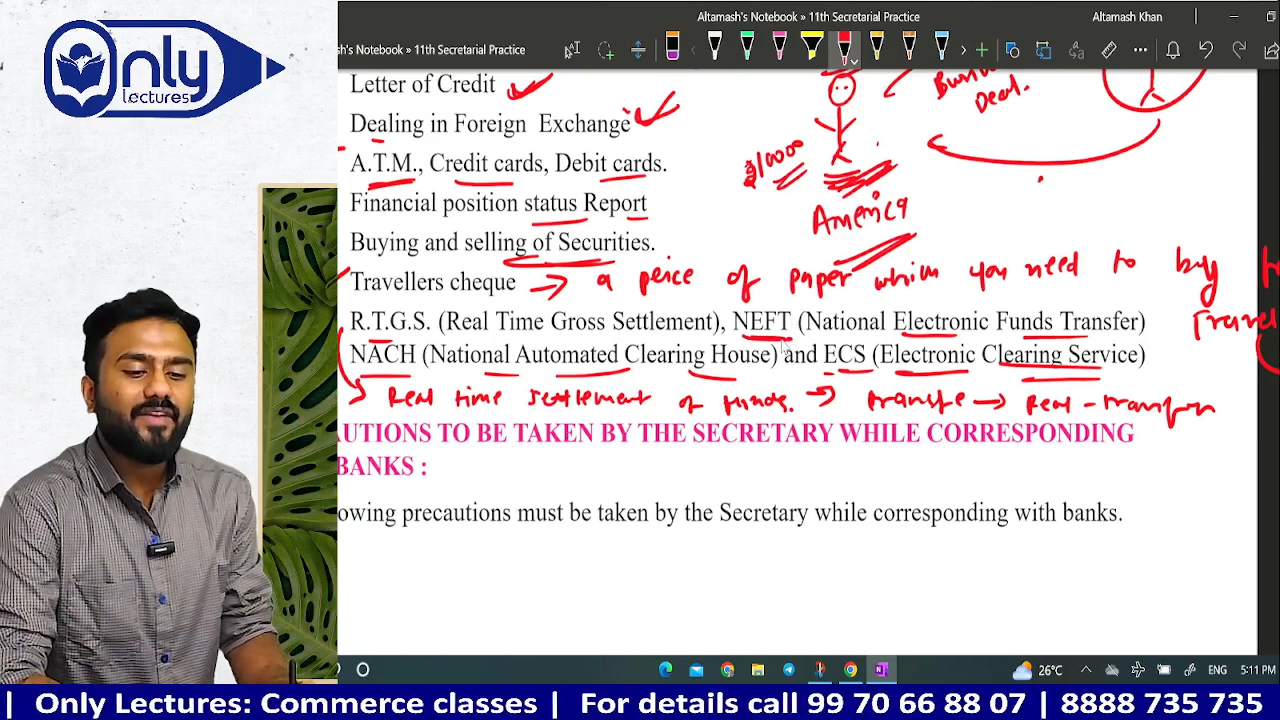 Altamash's Notebook » 11th Secretarial Practice
Altamash Khan
's Notebook » 11th Secretarial Practice
Only
lectures
Letter of Credit
Deal.
Dealing in Foreign Exchange
$10000
A.T.M., Credit cards, Debit cards.
Financial position status Report
America
Buying and selling of Securities.
Travellers cheque → a peice of paper which you need to buy
R.T.G.S. (Real Time Gross Settlement), NEFT (National Electronic Funds Transfer)
NACH (National Automated Clearing House) and ECS (Electronic Clearing Service)
→ Real time settlement of funds. → transfe → Real-
AUTIONS TO BE TAKEN BY THE SECRETARY WHILE CORRESPONDING
BANKS :
owing precautions must be taken by the Secretary while corresponding with banks.
26°C
ENG
5:11 PM
| Only Lectures: Commerce classes | For details call 99 70 66 88 07 | 8888 735 735